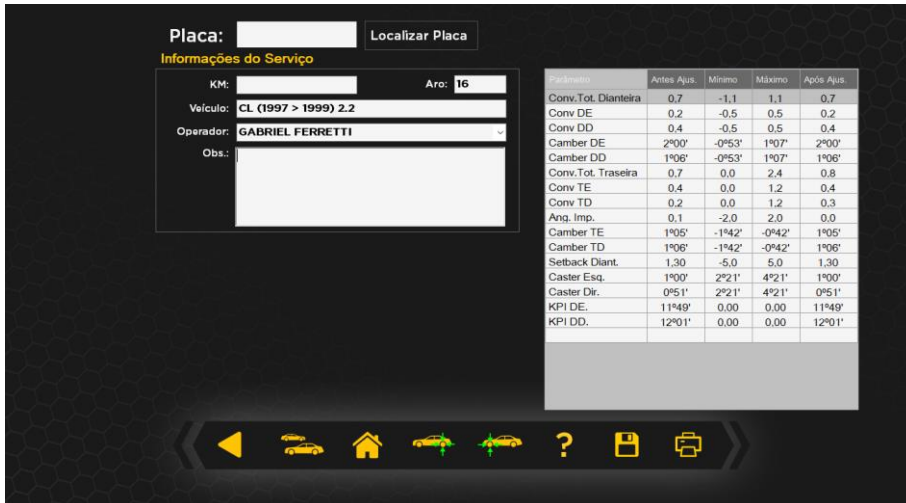 Placa:
Localizar Placa
Informações do Serviço
KM:
Aro: 16
Veículo: CL (1997 > 1999) 2.2
Operador: GABRIEL FERRETTI
Obs.:
Parâmetro Antes Ajus. Mínimo Máximo Após Ajus.
Conv.Tot. Dianteira 0,7 -1,1 1,1 0,7
Conv DE 0,2 -0,5 0,5 0,2
Conv DD 0,4 -0,5 0,5 0,4
Camber DE 2º00' -0º53' 1º07' 2º00'
Camber DD 1º06' -0º53' 1º07' 1º06'
Conv.Tot. Traseira 0,7 0,0 2,4 0,8
Conv TE 0,4 0,0 1,2 0,4
Conv TD 0,2 0,0 1,2 0,3
Ang. Imp. 0,1 -2,0 2,0 0,0
Camber TE 1º05' -1º42' -0º42' 1º05'
Camber TD 1º06' -1º42' -0º42' 1º06'
Setback Diant. 1,30 -5,0 5,0 1,30
Caster Esq. 1º00' 2º21' 4º21' 1º00'
Caster Dir. 0º51' 2º21' 4º21' 0º51'
KPI DE. 11º49' 0,00 0,00 11º49'
KPI DD. 12º01' 0,00 0,00 12º01'
?